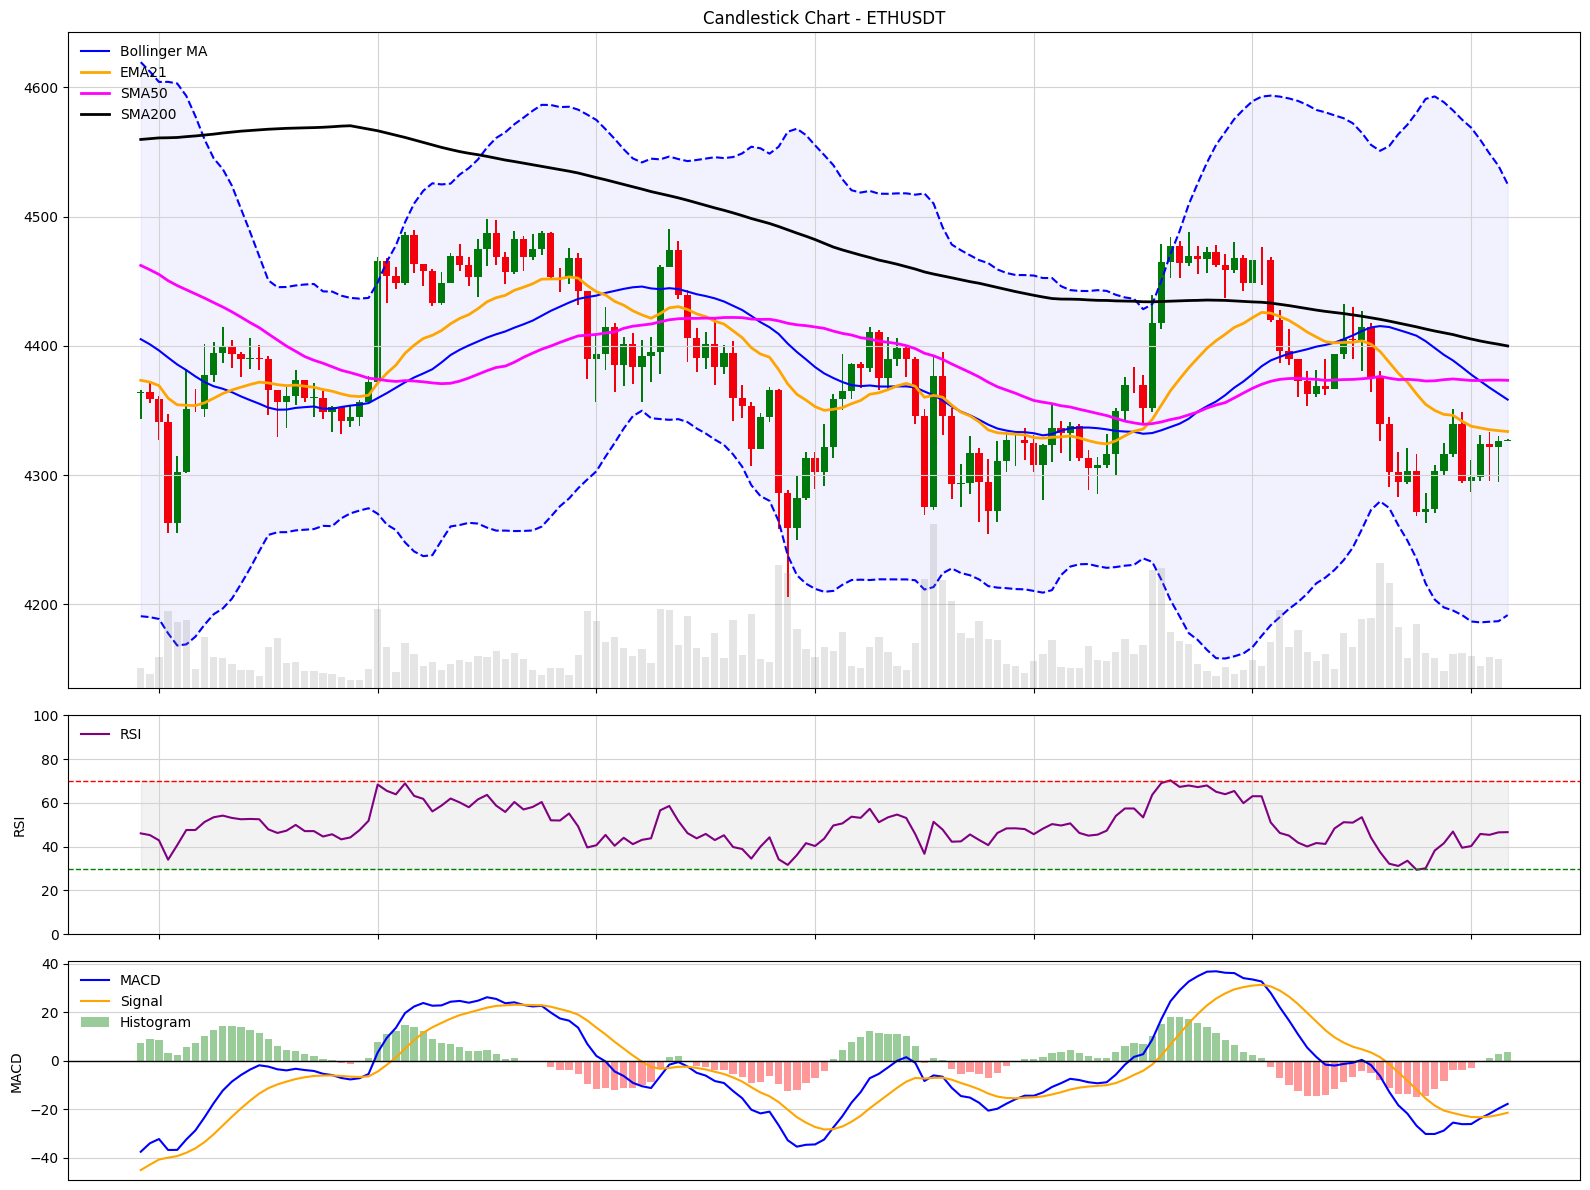 Candlestick Chart - ETHUSDT
Bollinger MA
EMA21
SMA50
SMA200
4600
4500
4400
4300
4200
RSI
100
80
60
40
20
0
RSI
MACD
Signal
Histogram
40
20
0
−20
−40
MACD